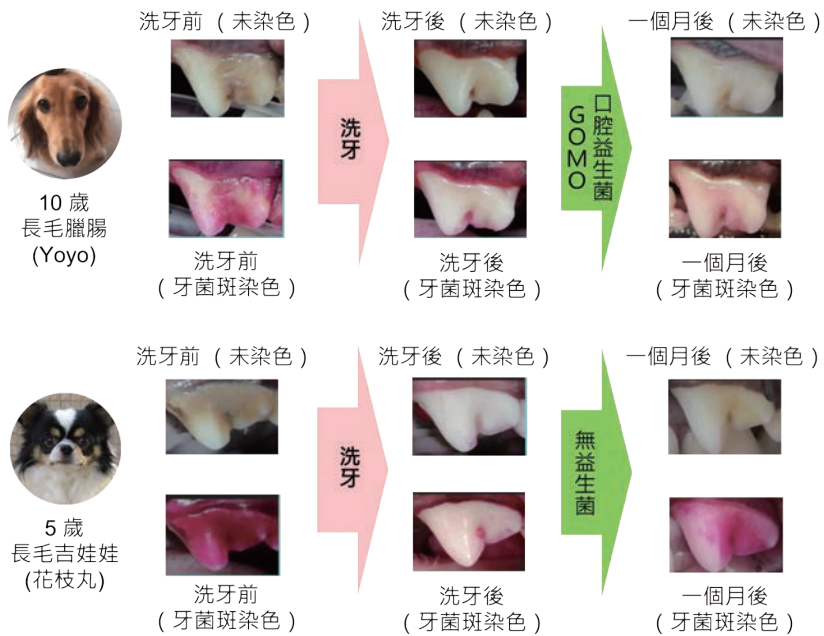 洗牙前 (未染色)
洗牙後 (未染色)
一個月後 (未染色)
洗牙
口腔益生菌
GOMO
10 歲
長毛臘腸
(Yoyo)
洗牙前
(牙菌斑染色)
洗牙後
(牙菌斑染色)
一個月後
(牙菌斑染色)
洗牙前 (未染色)
洗牙後 (未染色)
一個月後 (未染色)
洗牙
無益生菌
5 歲
長毛吉娃娃
(花枝丸)
洗牙前
(牙菌斑染色)
洗牙後
(牙菌斑染色)
一個月後
(牙菌斑染色)